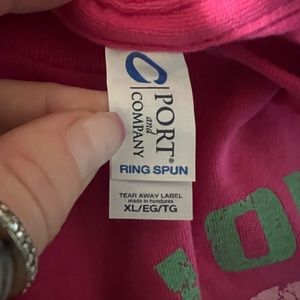 PORT
and
COMPANY®
RING SPUN
TEAR AWAY LABEL
made in honduras
XL/EG/TG